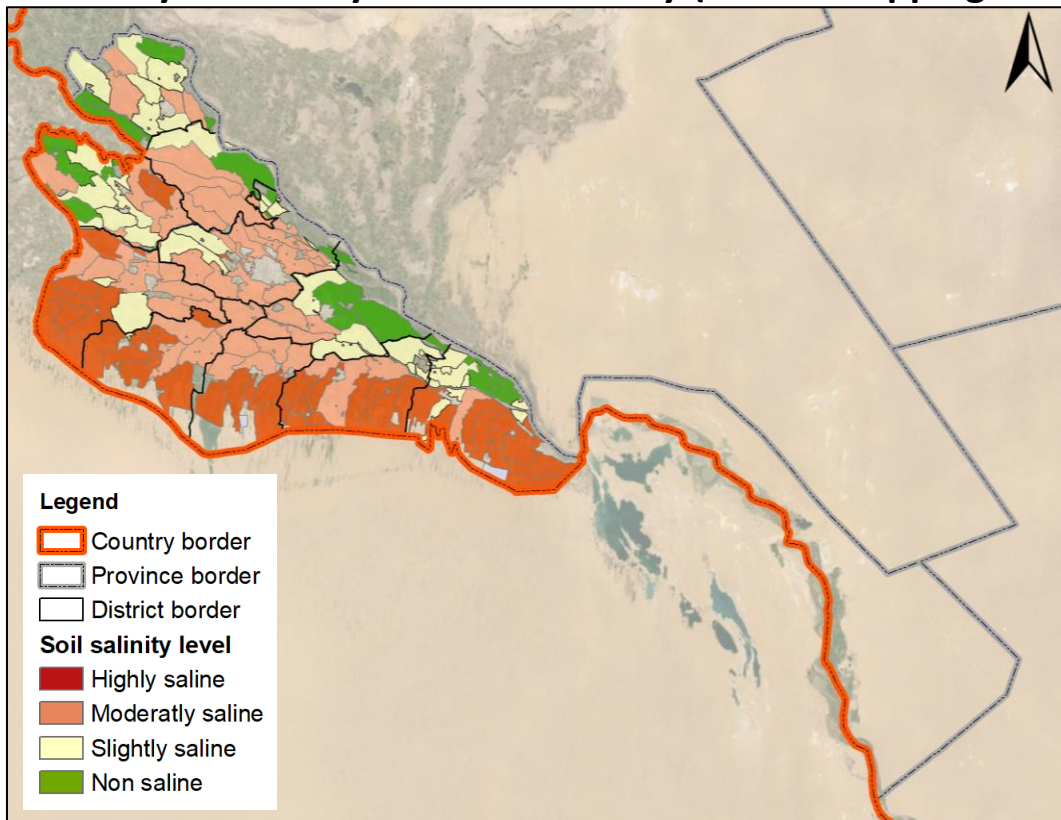 Legend
Country border
Province border
District border
Soil salinity level
Highly saline
Moderatly saline
Slightly saline
Non saline